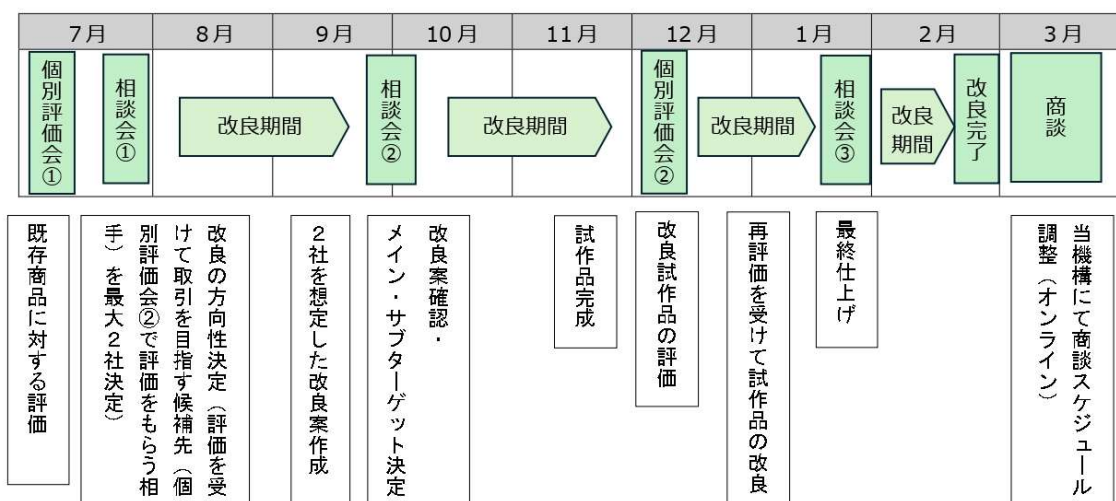 7月
8月
9月
10月
11月
12月
1月
2月
3月
個別評価会①
相談会①
改良期間
相談会②
改良期間
個別評価会②
改良期間
相談会③
改良
期間
改良完了
商談
既存商品に対する評価
改良の方向性決定（評価を受
けて取引を目指す候補先（個
別評価会②で評価をもらう相
手）を最大２社決定）
２社を想定した改良案作成
改良案確認・
メイン・サブターゲット決定
試作品完成
改良試作品の評価
再評価を受けて試作品の改良
最終仕上げ
当機構にて商談スケジュール
調整（オンライン）